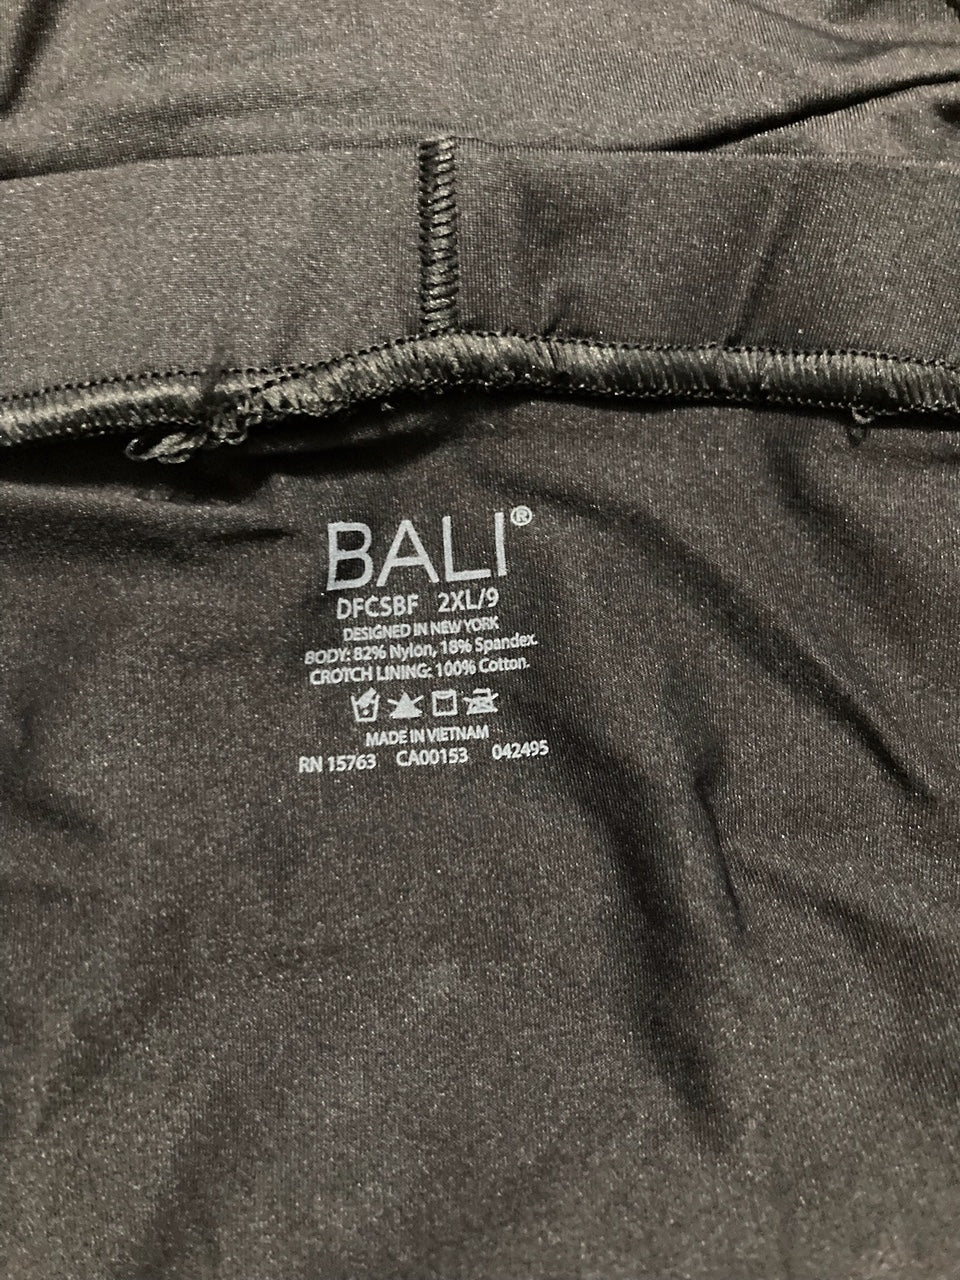 BALI®
DFCSBF 2XL/9
DESIGNED IN NEW YORK
BODY: 82% Nylon, 18% Spandex.
CROTCH LINING: 100% Cotton.
MADE IN VIETNAM
RN 15763 CA00153 042495